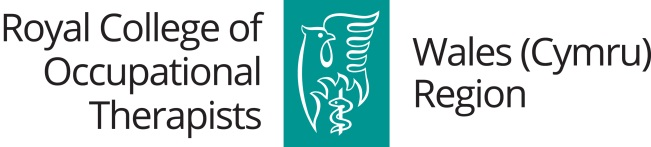 Royal College of
Occupational
Therapists
Wales (Cymru)
Region